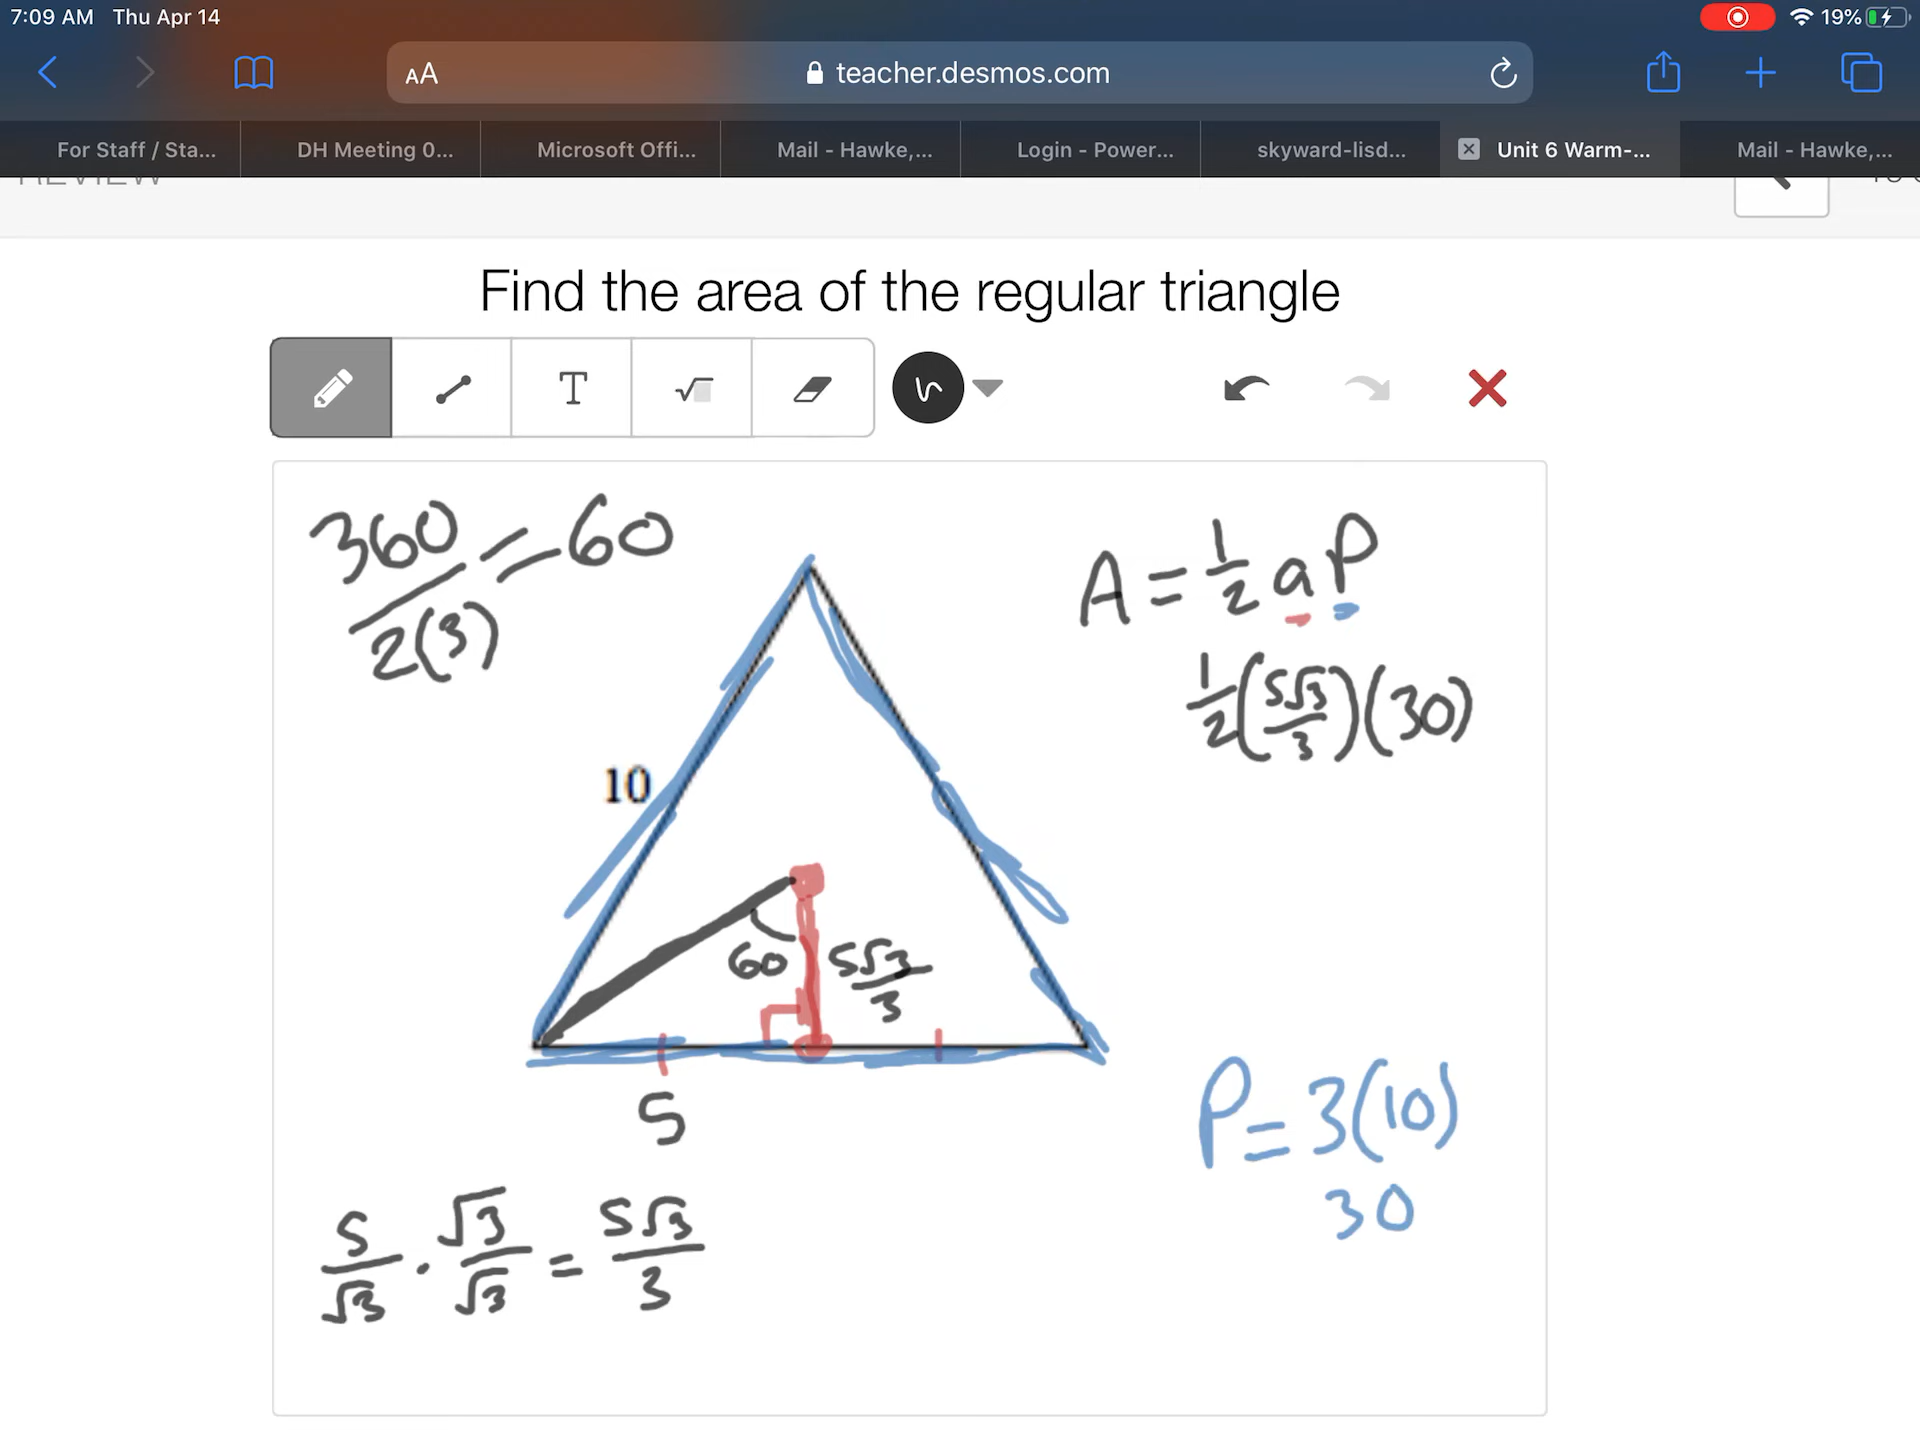 7:09 AM Thu Apr 14
19%
AA
teacher.desmos.com
For Staff / Sta...
DH Meeting 0...
Microsoft Offi...
Mail - Hawke,...
Login - Power...
skyward-lisd...
Unit 6 Warm-...
Mail - Hawke,...
REVIEW
Find the area of the regular triangle
T
√
360/2(3) = 60
A = 1/2 a P
1/2 (5√3/3)(30)
10
60
5√3/3
5
P = 3(10)
30
5/√3 · √3/√3 = 5√3/3